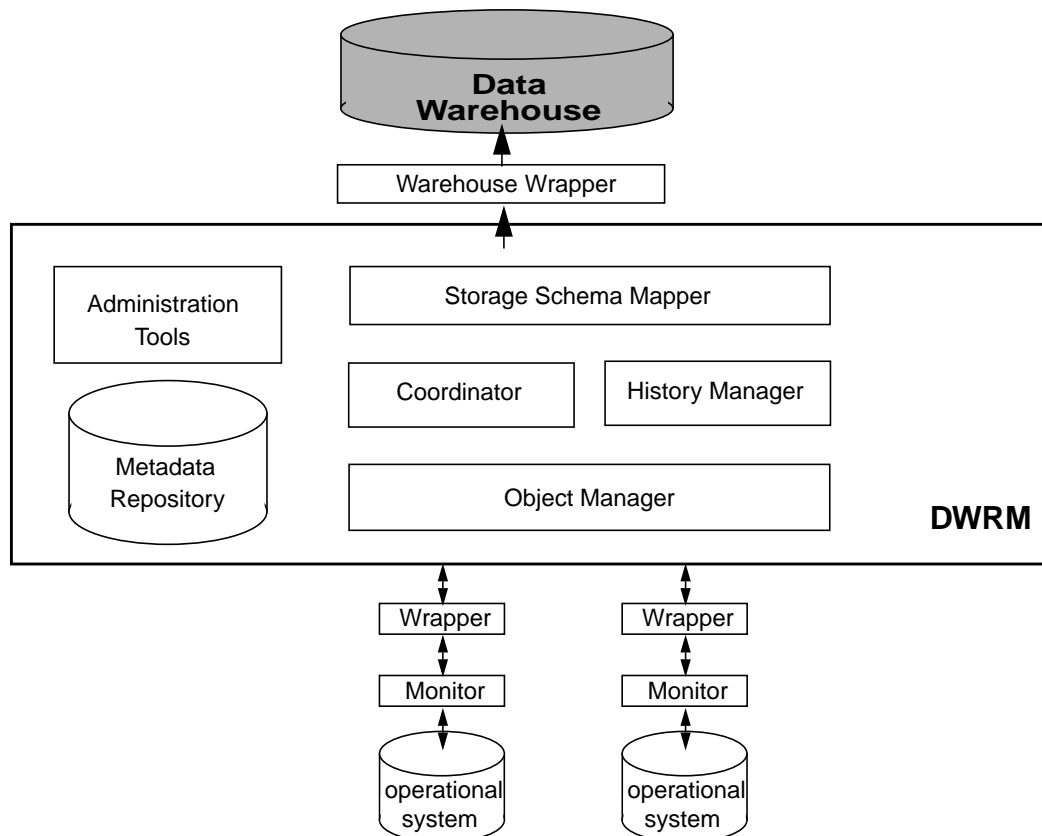 Data
Warehouse
Warehouse Wrapper
Administration
Tools
Storage Schema Mapper
Coordinator
History Manager
Metadada
Repository
Object Manager
DWRM
Wrapper
Wrapper
Monitor
Monitor
operational
system
operational
system